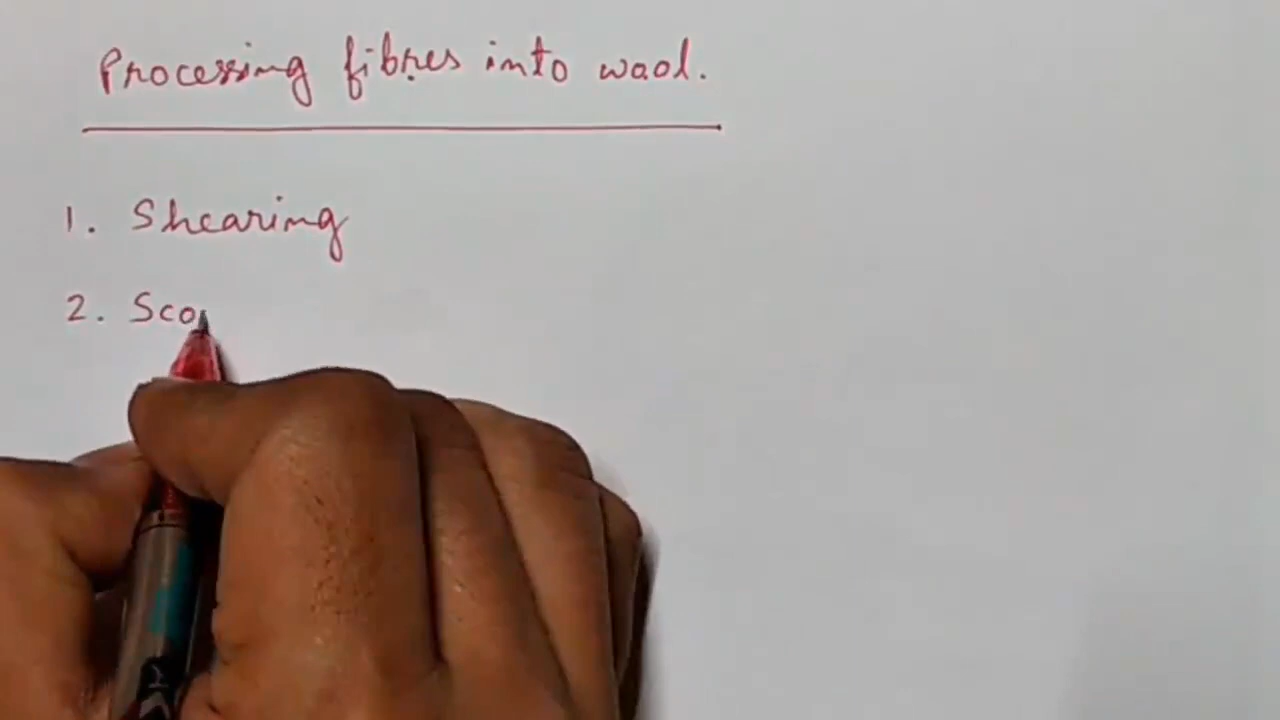 Processing fibres into wool.
1. Shearing
2. Sco